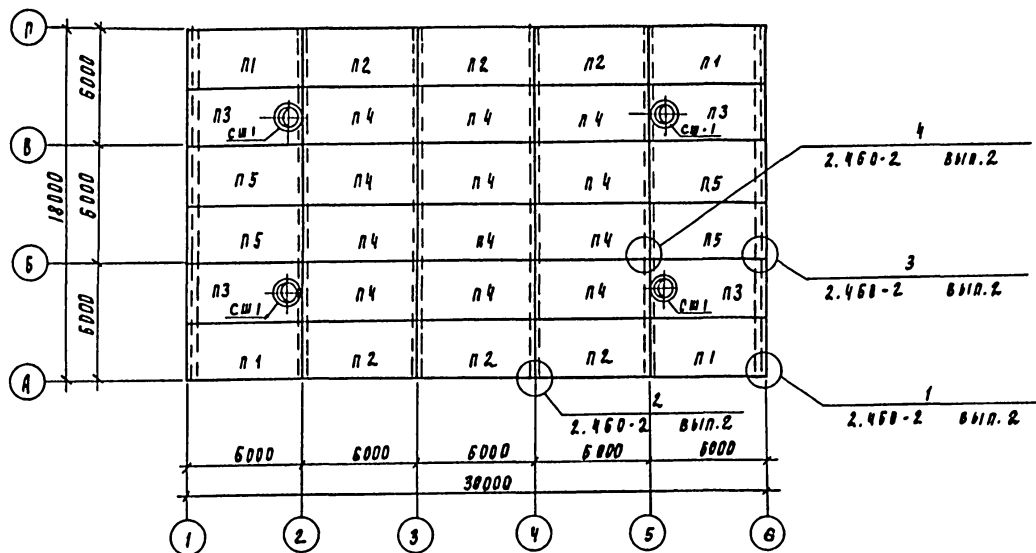 П
П1 П2 П2 П2 П1
6000
П3 П4 П4 П4 П3
СШ1 СШ-1
В
4
2.460-2 ВЫП.2
П5 П4 П4 П4 П5
18000
6000
П5 П4 П4 П4 П5
Б
3
2.460-2 ВЫП.2
П3 П4 П4 П4 П3
СШ1 СШ1
6000
П1 П2 П2 П2 П1
А
1
2.460-2 ВЫП.2
2
2.460-2 ВЫП.2
6000 6000 6000 6000 6000
30000
1 2 3 4 5 6